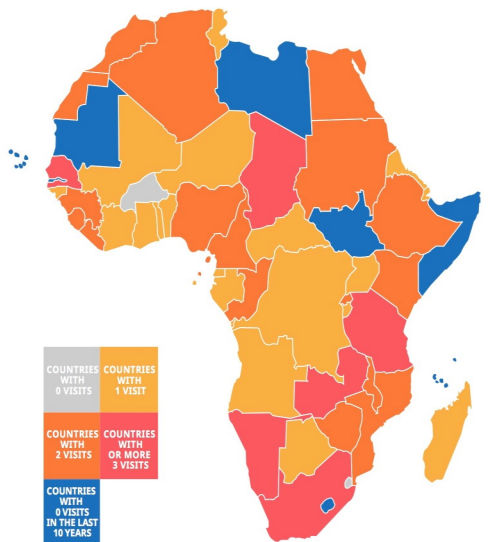 COUNTRIES
WITH
0 VISITS
COUNTRIES
WITH
1 VISIT
COUNTRIES
WITH
2 VISITS
COUNTRIES
WITH
OR MORE
3 VISITS
COUNTRIES
WITH
0 VISITS
IN THE LAST
10 YEARS